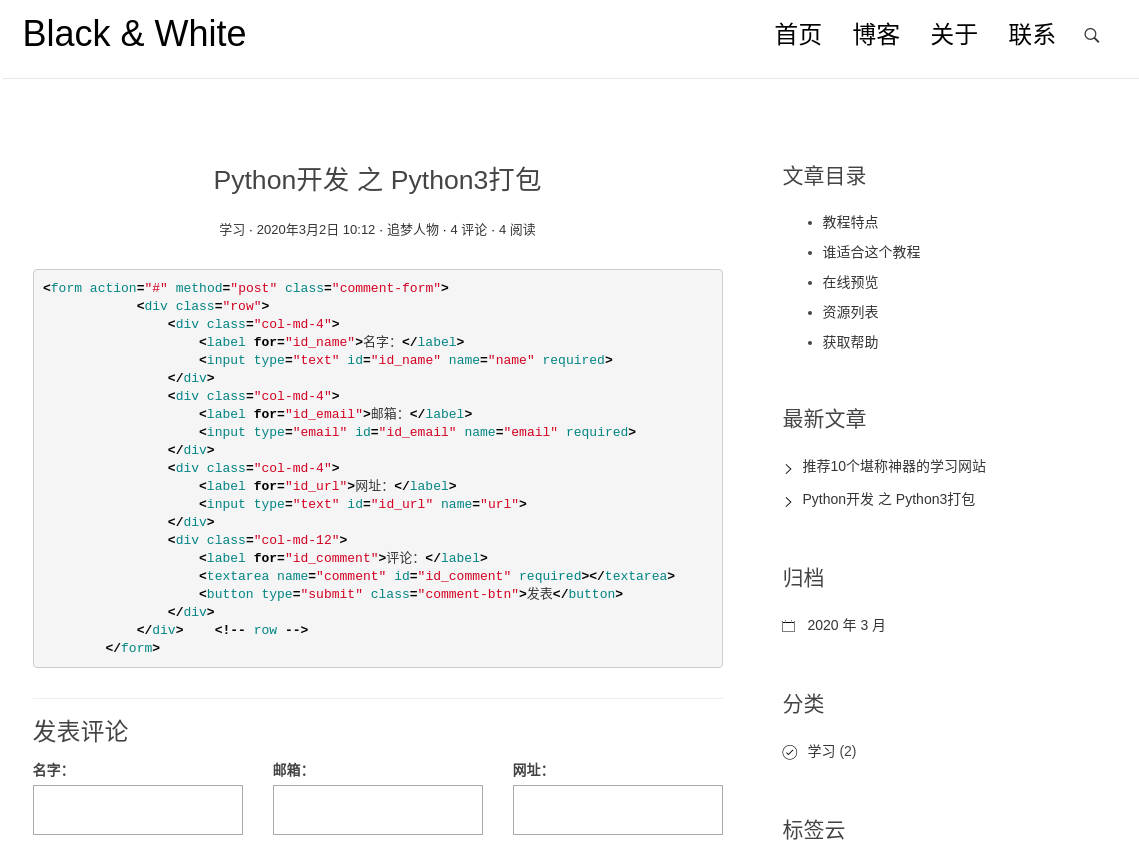 Black & White
首页 博客 关于 联系
Python开发 之 Python3打包
学习 · 2020年3月2日 10:12 · 追梦人物 · 4 评论 · 4 阅读
<form action="#" method="post" class="comment-form">
<div class="row">
<div class="col-md-4">
<label for="id_name">名字：</label>
<input type="text" id="id_name" name="name" required>
</div>
<div class="col-md-4">
<label for="id_email">邮箱：</label>
<input type="email" id="id_email" name="email" required>
</div>
<div class="col-md-4">
<label for="id_url">网址：</label>
<input type="text" id="id_url" name="url">
</div>
<div class="col-md-12">
<label for="id_comment">评论：</label>
<textarea name="comment" id="id_comment" required></textarea>
<button type="submit" class="comment-btn">发表</button>
</div>
</div>    <!-- row -->
</form>
发表评论
名字： 邮箱： 网址：
文章目录
• 教程特点
• 谁适合这个教程
• 在线预览
• 资源列表
• 获取帮助
最新文章
推荐10个堪称神器的学习网站
Python开发 之 Python3打包
归档
2020 年 3 月
分类
学习 (2)
标签云